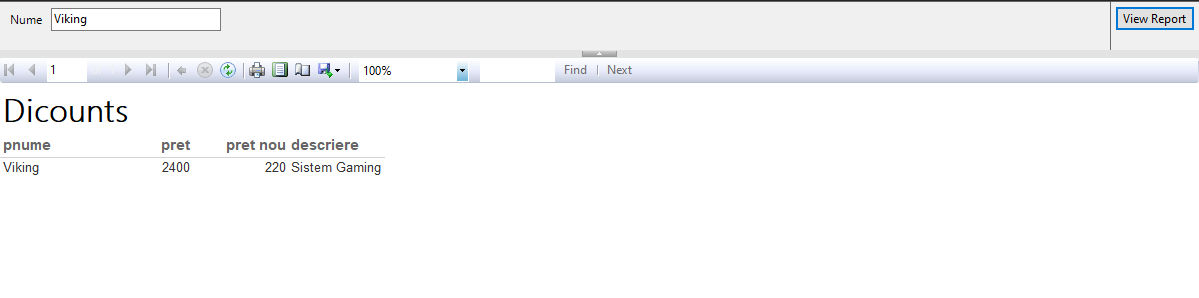 Nume Viking View Report
1 100% Find | Next
Dicounts
pnume pret pret nou descriere
Viking 2400 220 Sistem Gaming